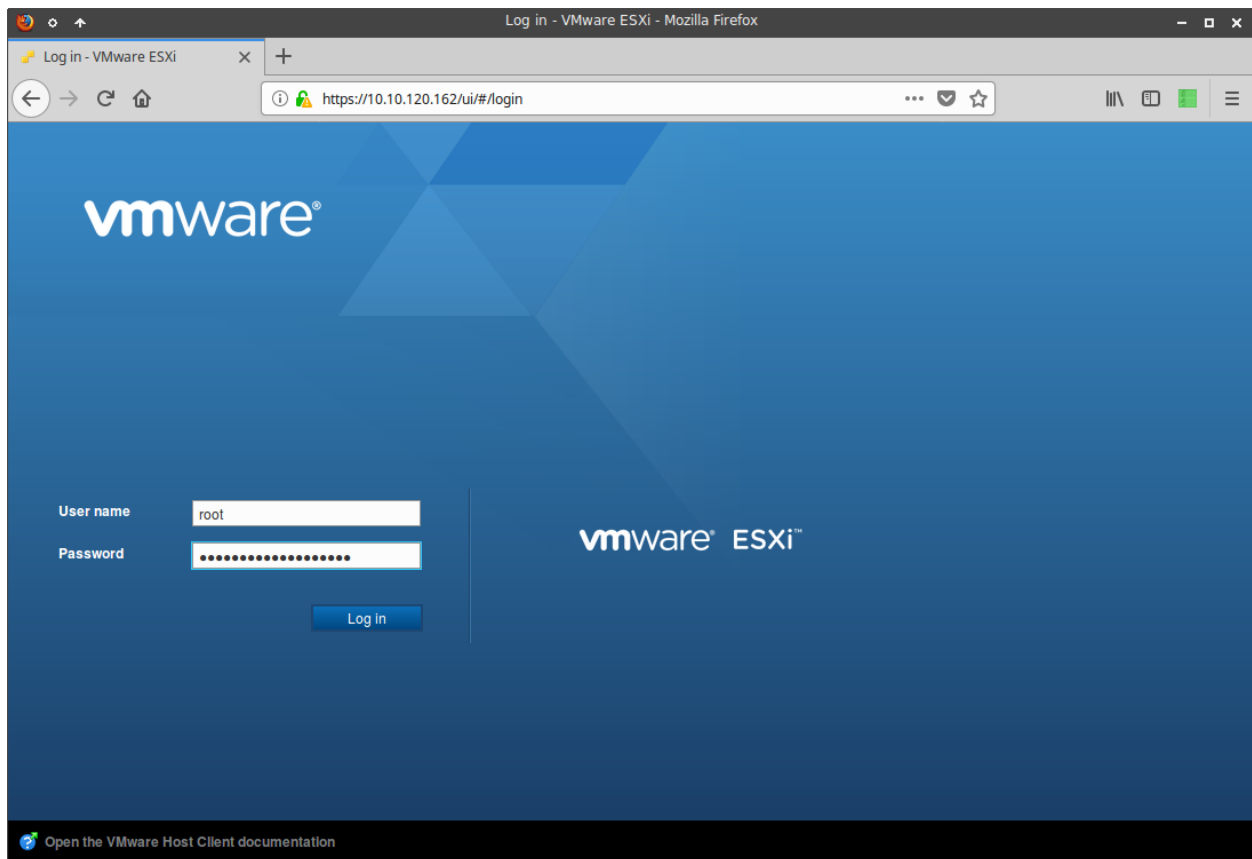 Log in - VMware ESXi - Mozilla Firefox
Log in - VMware ESXi
https://10.10.120.162/ui/#/login
vmware®
User name
root
Password
•••••••••••••••••••
Log in
vmware® ESXi™
Open the VMware Host Client documentation